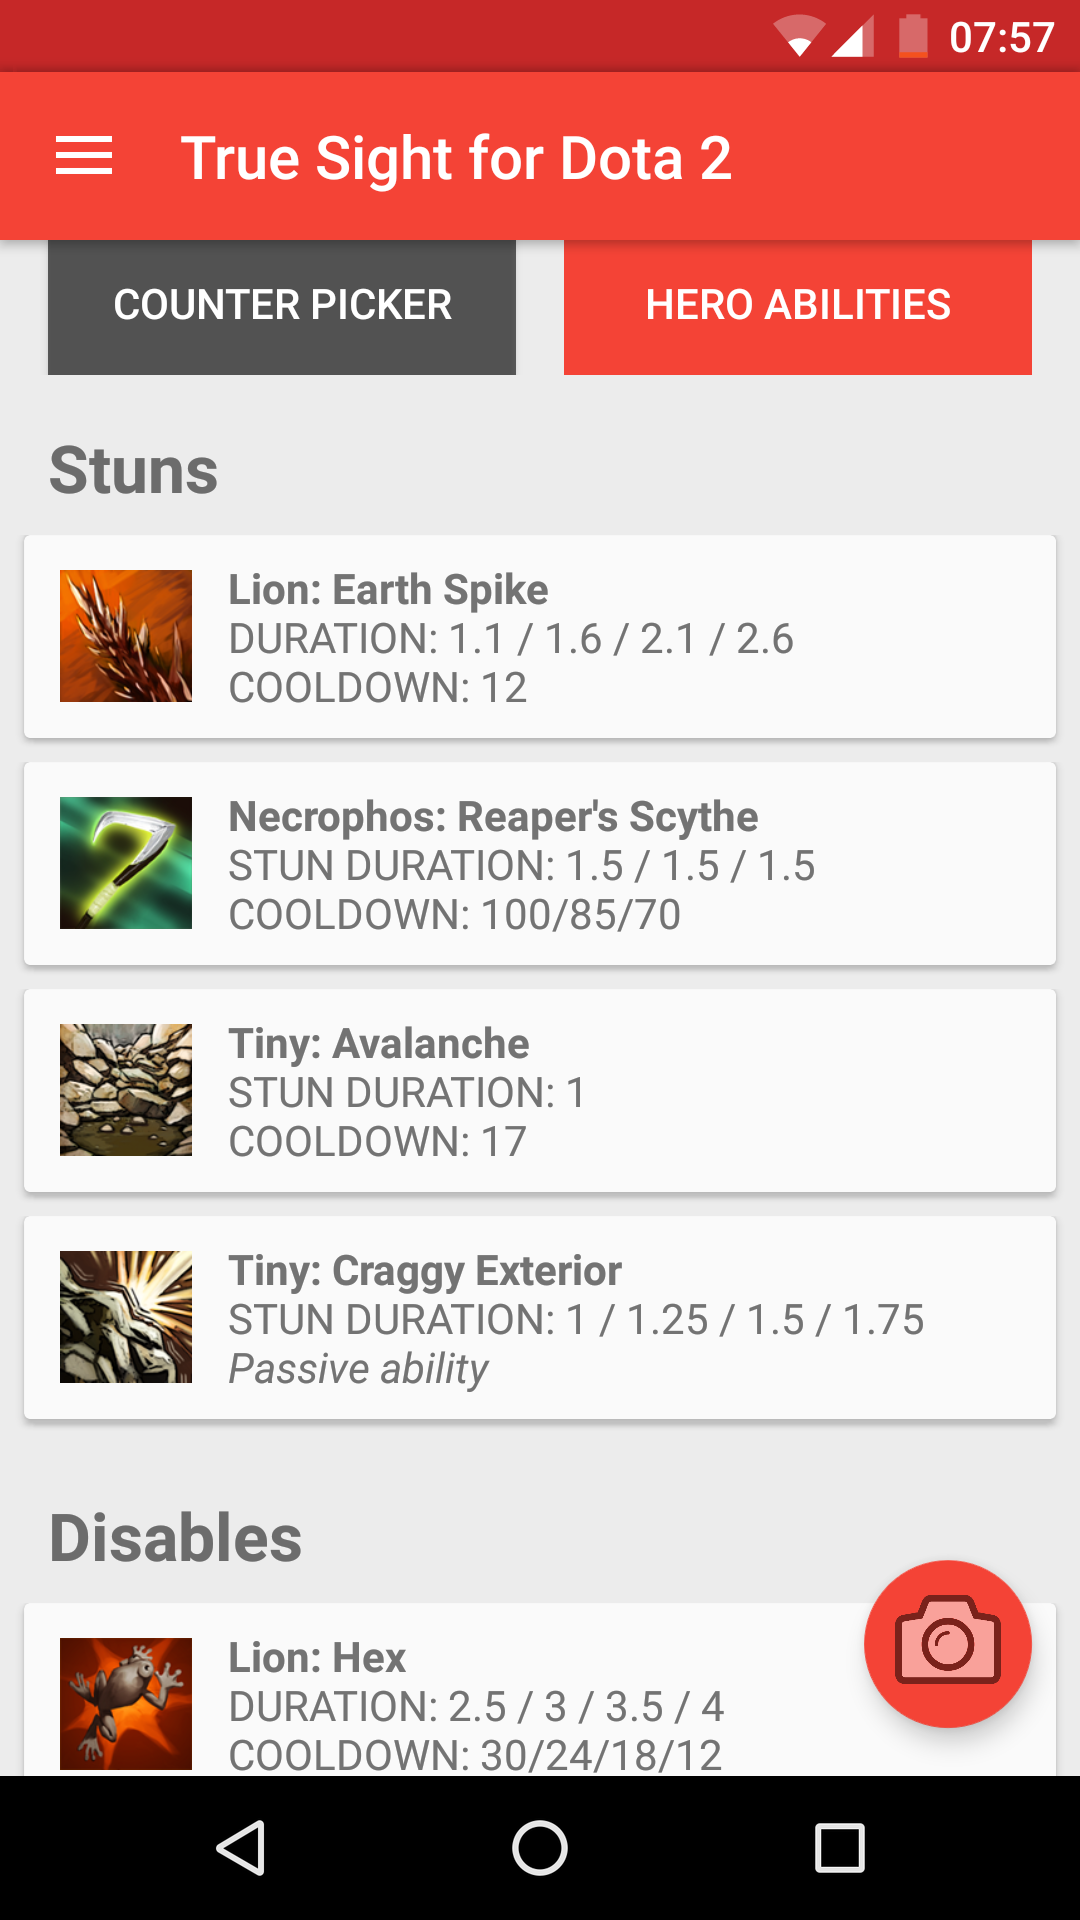 07:57
True Sight for Dota 2
COUNTER PICKER
HERO ABILITIES
Stuns
Lion: Earth Spike
DURATION: 1.1 / 1.6 / 2.1 / 2.6
COOLDOWN: 12
Necrophos: Reaper's Scythe
STUN DURATION: 1.5 / 1.5 / 1.5
COOLDOWN: 100/85/70
Tiny: Avalanche
STUN DURATION: 1
COOLDOWN: 17
Tiny: Craggy Exterior
STUN DURATION: 1 / 1.25 / 1.5 / 1.75
Passive ability
Disables
Lion: Hex
DURATION: 2.5 / 3 / 3.5 / 4
COOLDOWN: 30/24/18/12